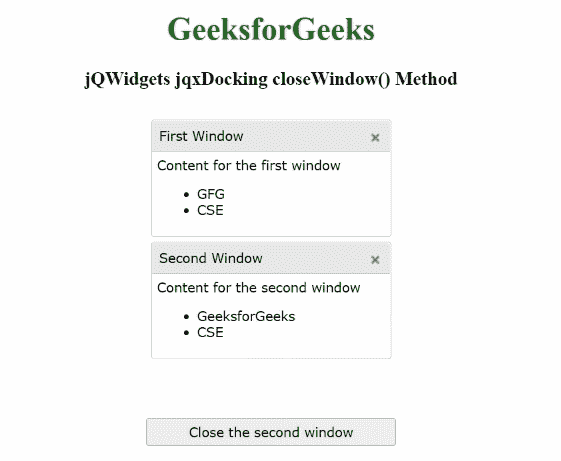 GeeksforGeeks
jQWidgets jqxDocking closeWindow() Method
First Window
Content for the first window
GFG
CSE
Second Window
Content for the second window
GeeksforGeeks
CSE
Close the second window